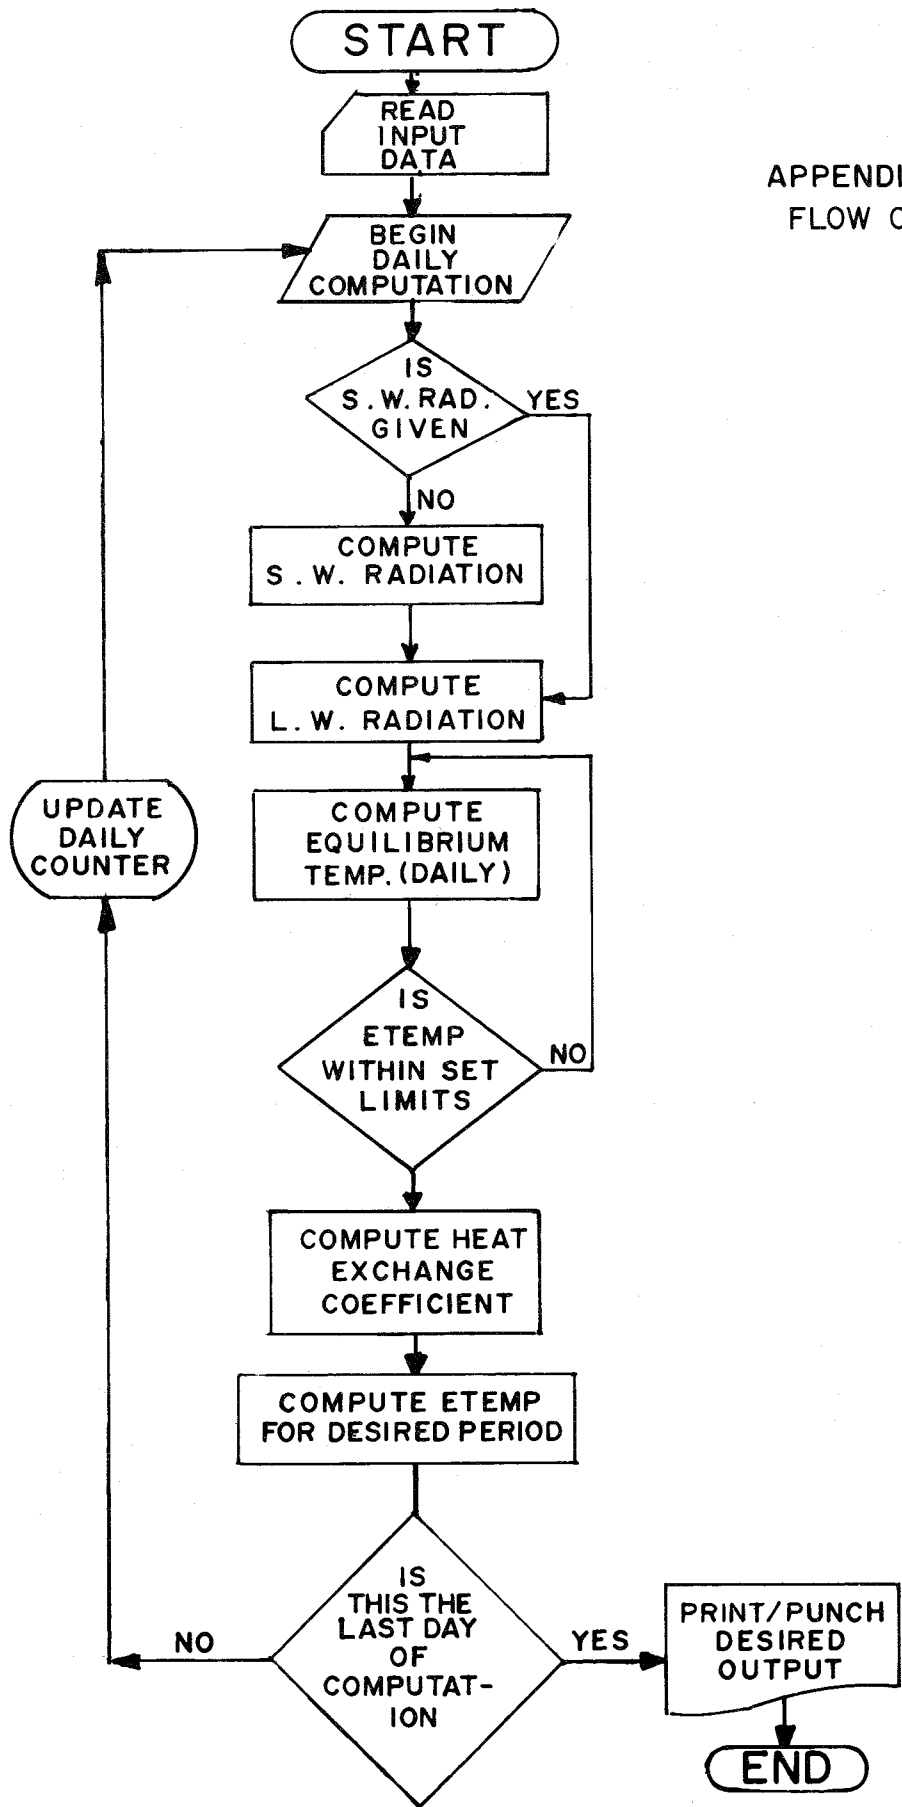 START
READ
INPUT
DATA
APPENDI
FLOW C
BEGIN
DAILY
COMPUTATION
IS
S.W.RAD.
GIVEN
YES
NO
COMPUTE
S.W. RADIATION
COMPUTE
L.W. RADIATION
UPDATE
DAILY
COUNTER
COMPUTE
EQUILIBRIUM
TEMP.(DAILY)
IS
ETEMP
WITHIN SET
LIMITS
NO
COMPUTE HEAT
EXCHANGE
COEFFICIENT
COMPUTE ETEMP
FOR DESIRED PERIOD
IS
THIS THE
LAST DAY
OF
COMPUTAT-
ION
NO
YES
PRINT/PUNCH
DESIRED
OUTPUT
END